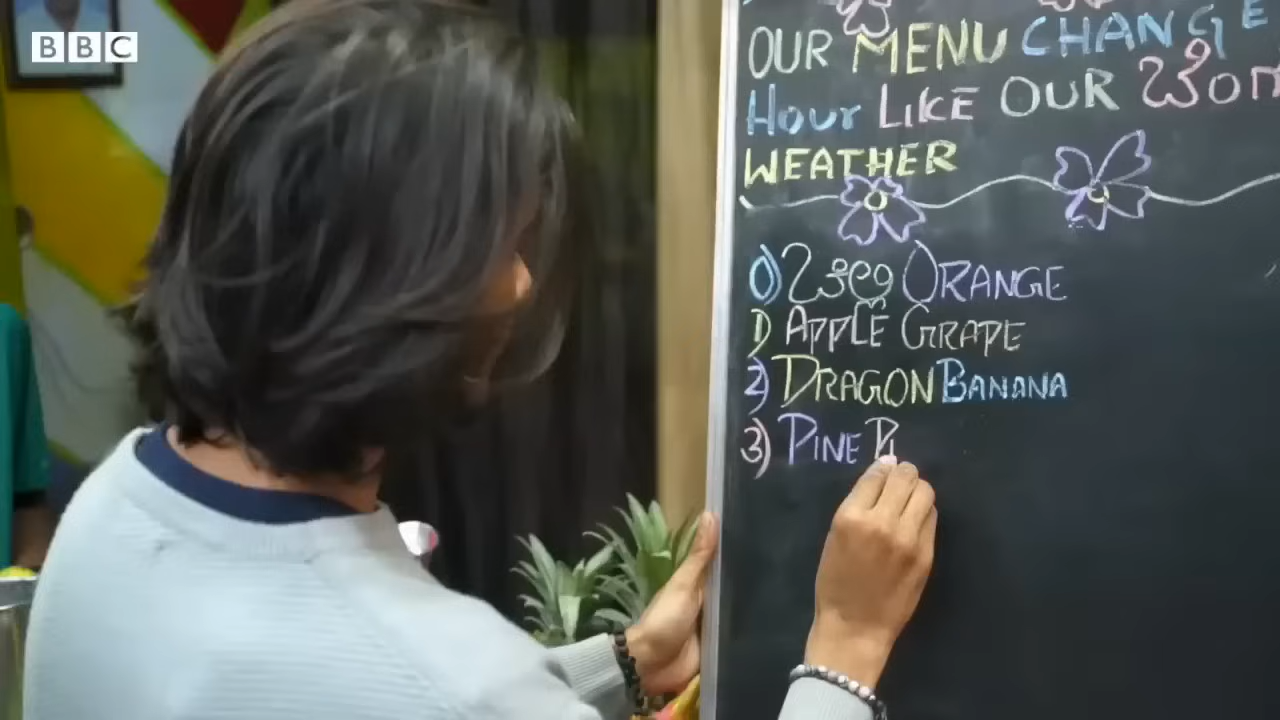 BBC
OUR MENU CHANGE
Hour LIKE OUR
WEATHER
0) ORANGE
1) APPLE GRAPE
2) DRAGON BANANA
3) PINE